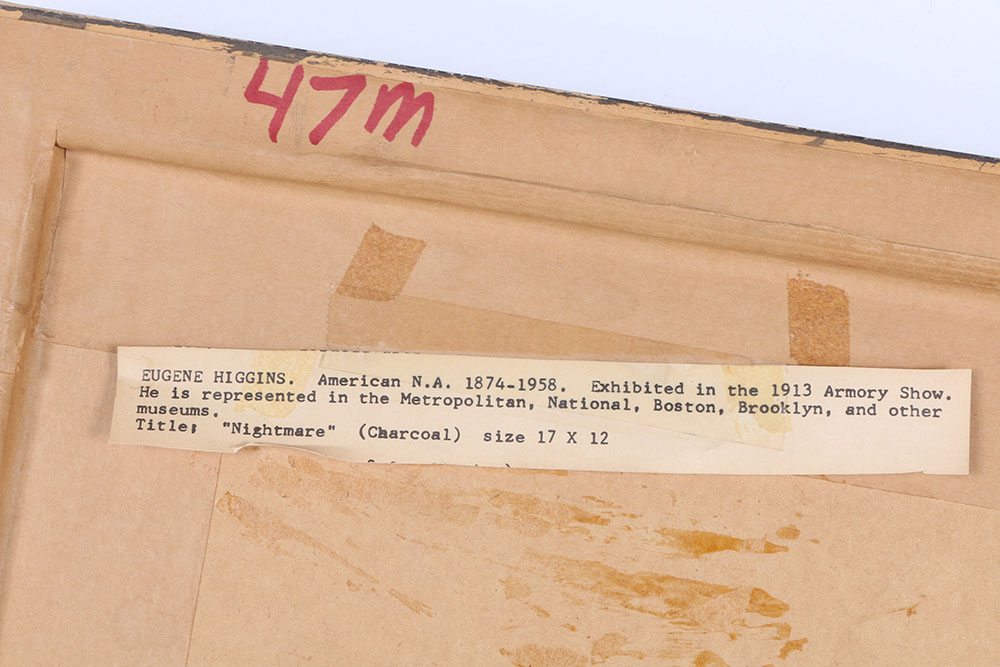 47m
EUGENE HIGGINS. American N.A. 1874-1958. Exhibited in the 1913 Armory Show.
He is represented in the Metropolitan, National, Boston, Brooklyn, and other
museums.
Title; "Nightmare" (Charcoal) size 17 X 12